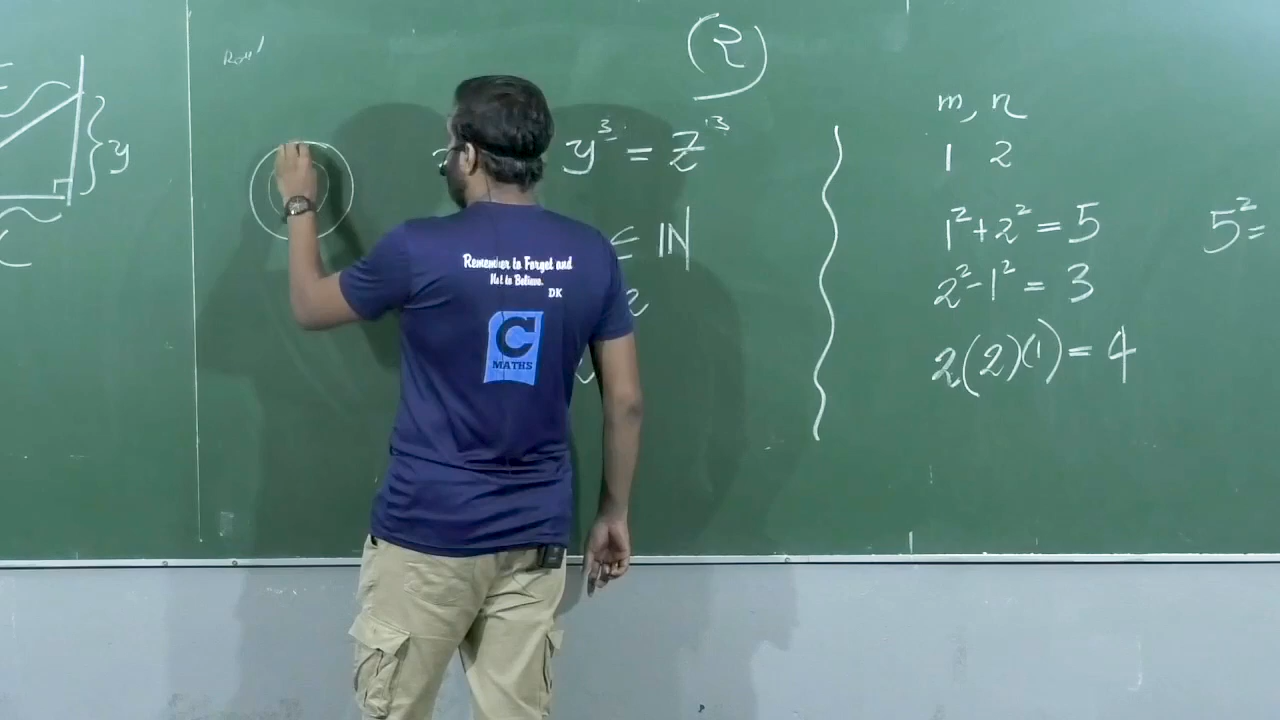 y
Roll
(2)
y³ = z³
∈ ℕ
m, n
1 2
1² + 2² = 5
2² - 1² = 3
2(2)(1) = 4
5² =
Remember to Forget and
Not to Believe.
DK
C
MATHS